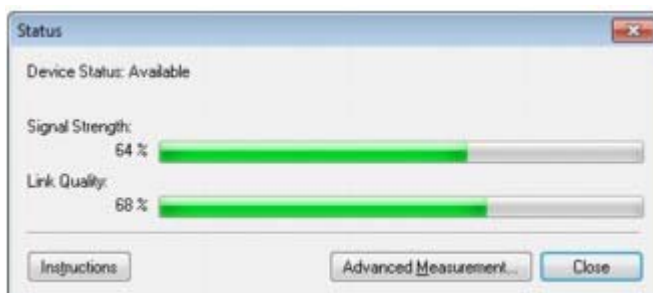 Status
Device Status: Available
Signal Strength:
64 %
Link Quality:
68 %
Instructions
Advanced Measurement...
Close